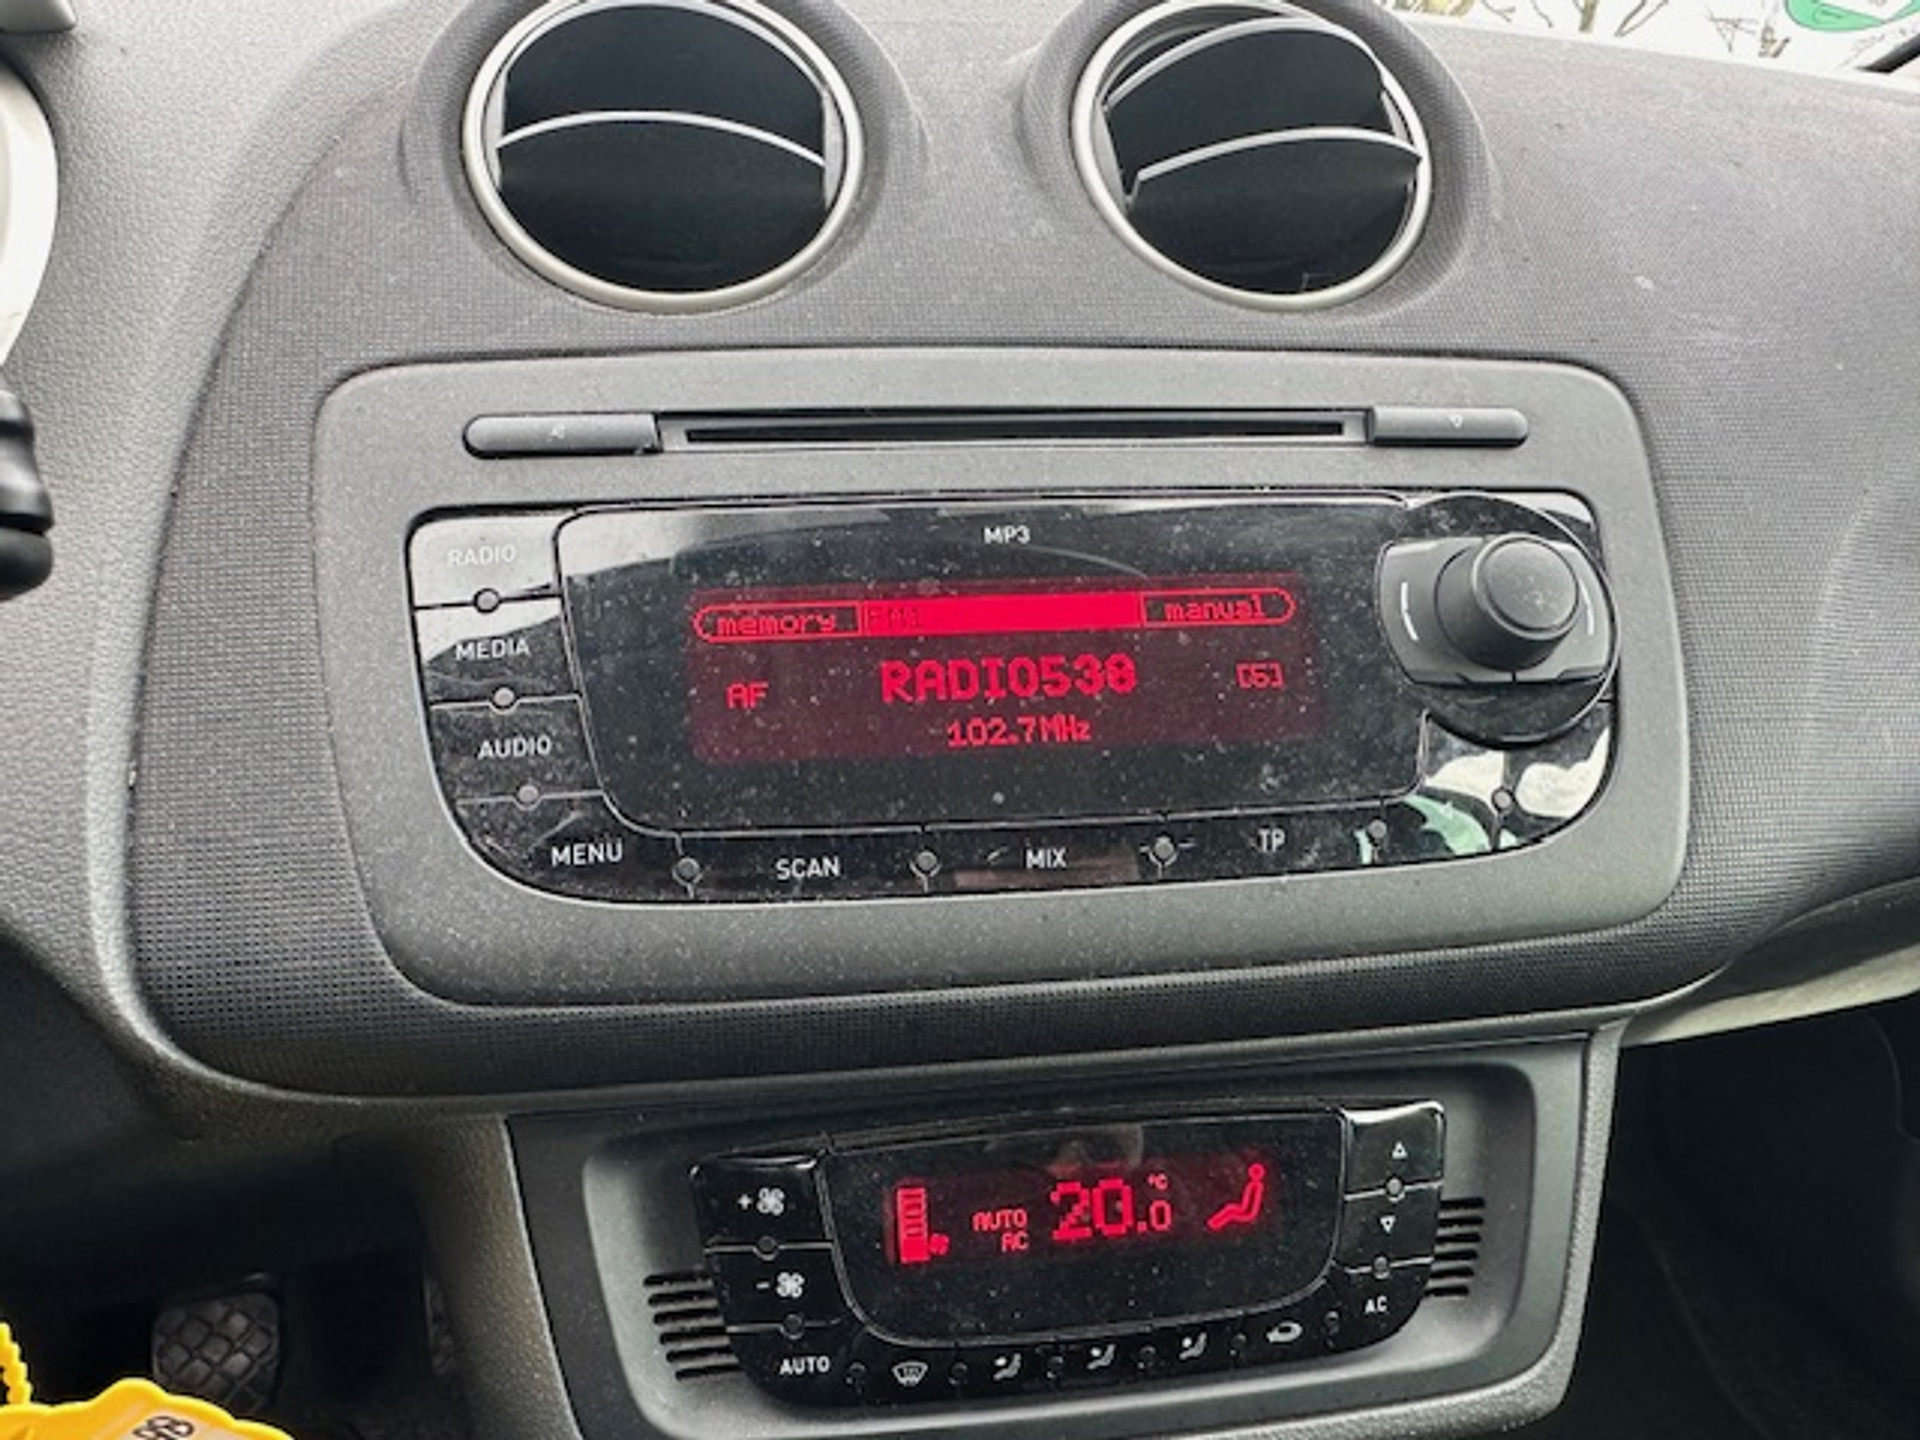 MP3
RADIO
MEDIA
AUDIO
MENU
memory
manual
AF
RADIO538
[5]
102.7MHz
SCAN
MIX
TP
AUTO
AC
20.0
°C
+
-
AUTO
AC